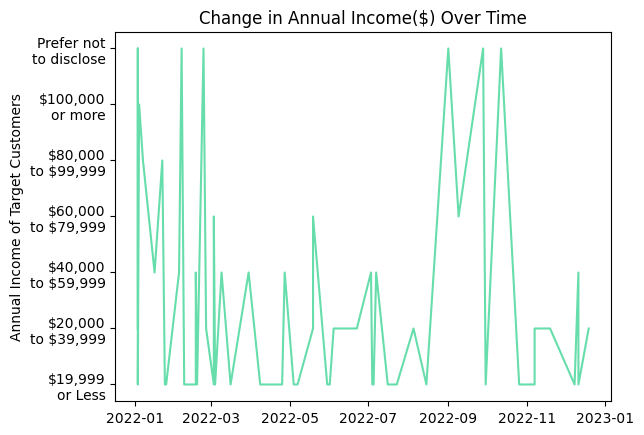 Change in Annual Income($) Over Time
Annual Income of Target Customers
Prefer not
to disclose
$100,000
or more
$80,000
to $99,999
$60,000
to $79,999
$40,000
to $59,999
$20,000
to $39,999
$19,999
or Less
2022-01
2022-03
2022-05
2022-07
2022-09
2022-11
2023-01